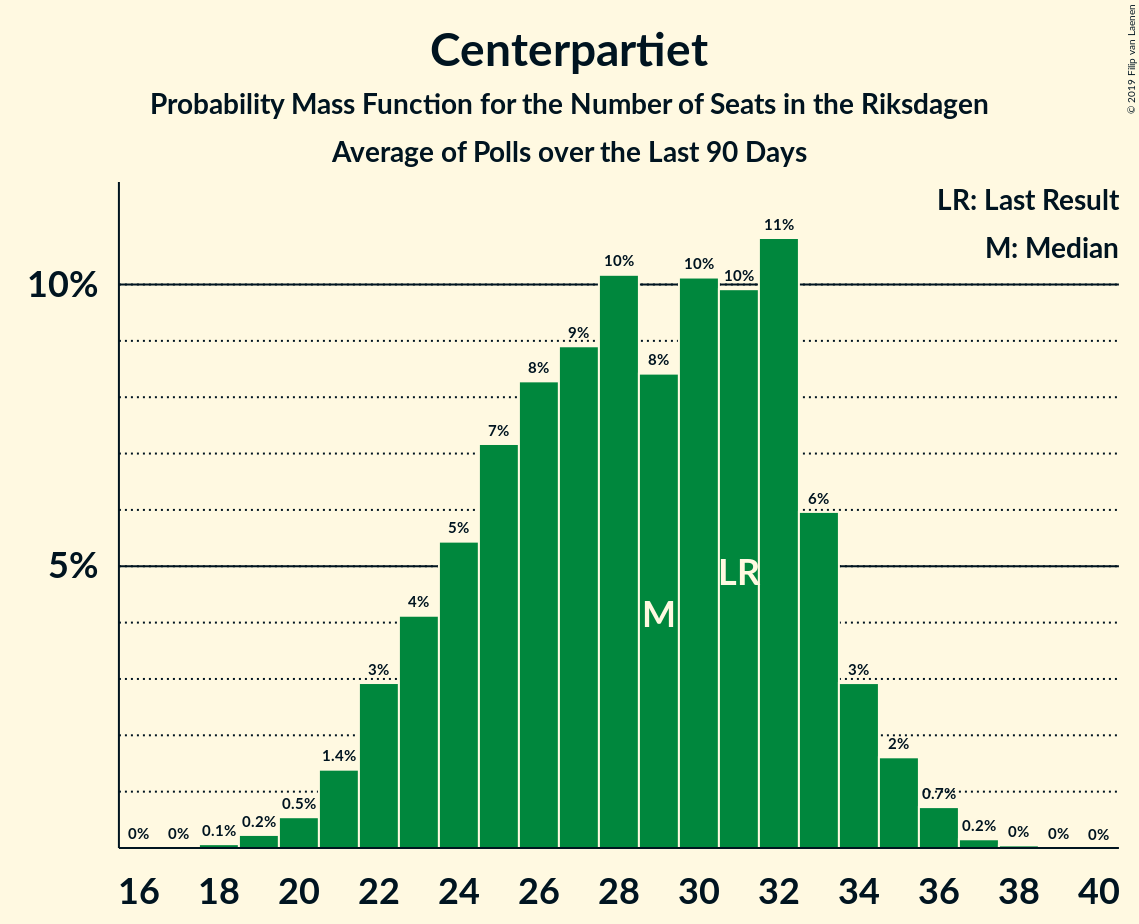 Centerpartiet
Probability Mass Function for the Number of Seats in the Riksdagen
Average of Polls over the Last 90 Days
© 2019 Filip van Laenen
LR: Last Result
M: Median
10%
5%
0% 0% 0.1% 0.2% 0.5% 1.4% 3% 4% 5% 7% 8% 9% 10% 8% 10% 10% 11% 6% 3% 2% 0.7% 0.2% 0% 0% 0%
M
LR
16 18 20 22 24 26 28 30 32 34 36 38 40